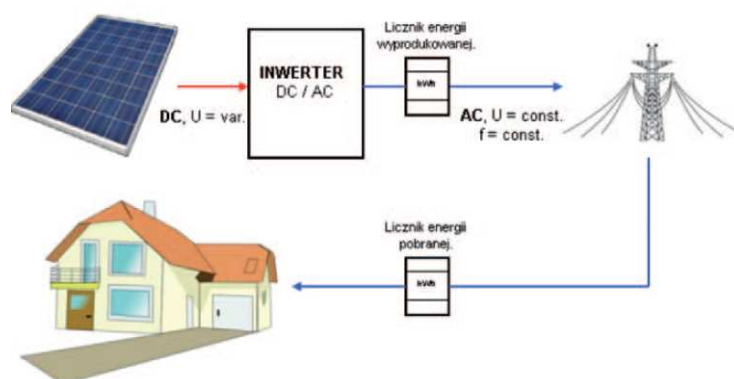 Licznik energii
wyprodukowanej.
INWERTER
DC / AC
kWh
DC, U = var.
AC, U = const.
f = const.
Licznik energii
pobranej.
kWh